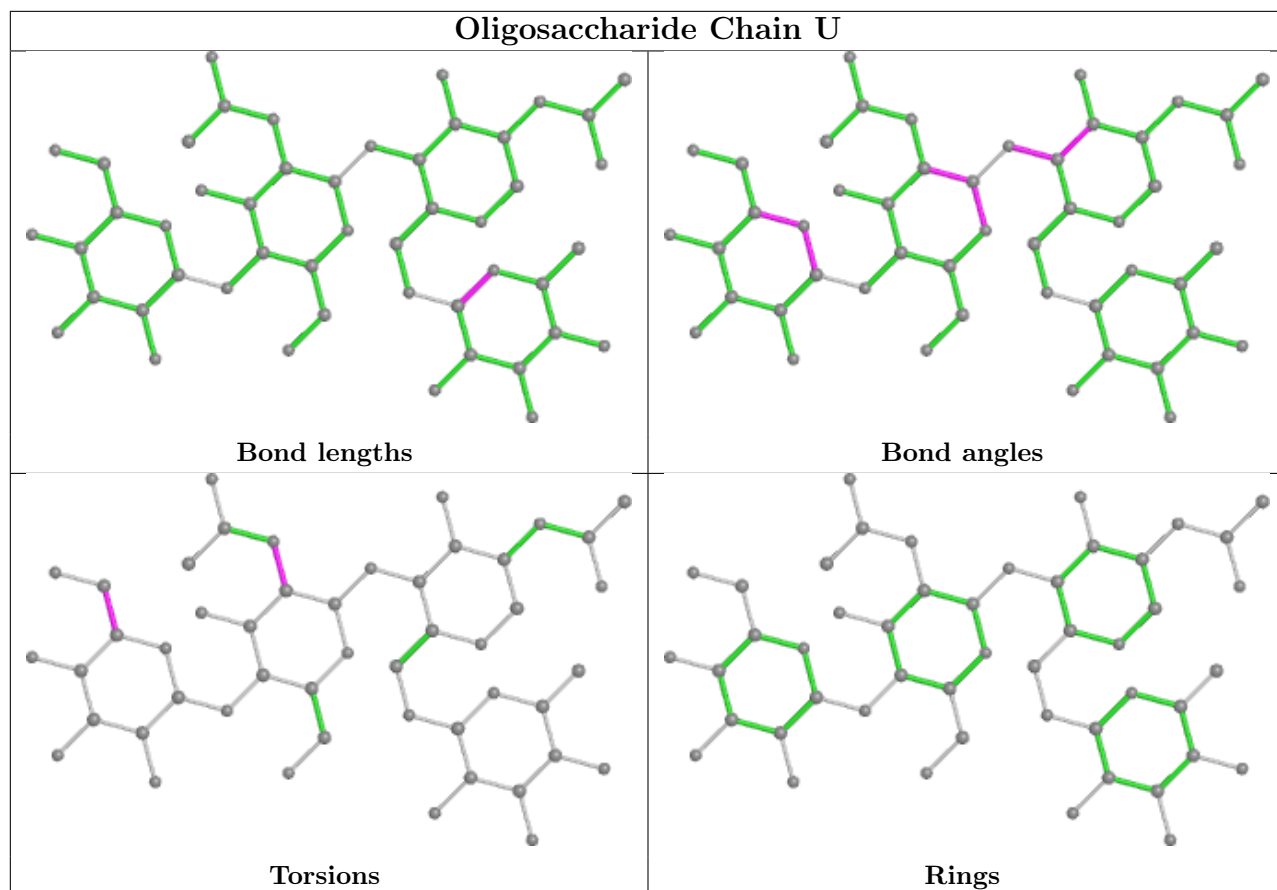 Oligosaccharide Chain U
Bond lengths
Bond angles
Torsions
Rings